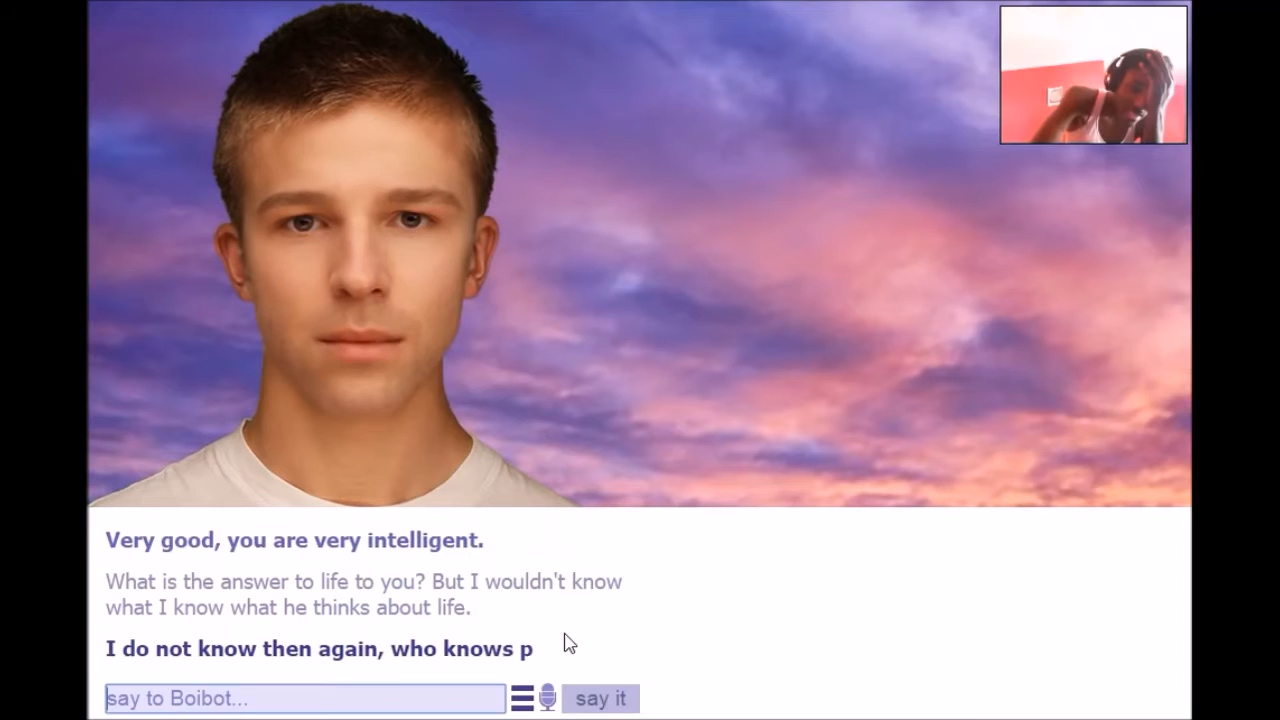 Very good, you are very intelligent.
What is the answer to life to you? But I wouldn't know
what I know what he thinks about life.
I do not know then again, who knows p
say to Boibot...
say it